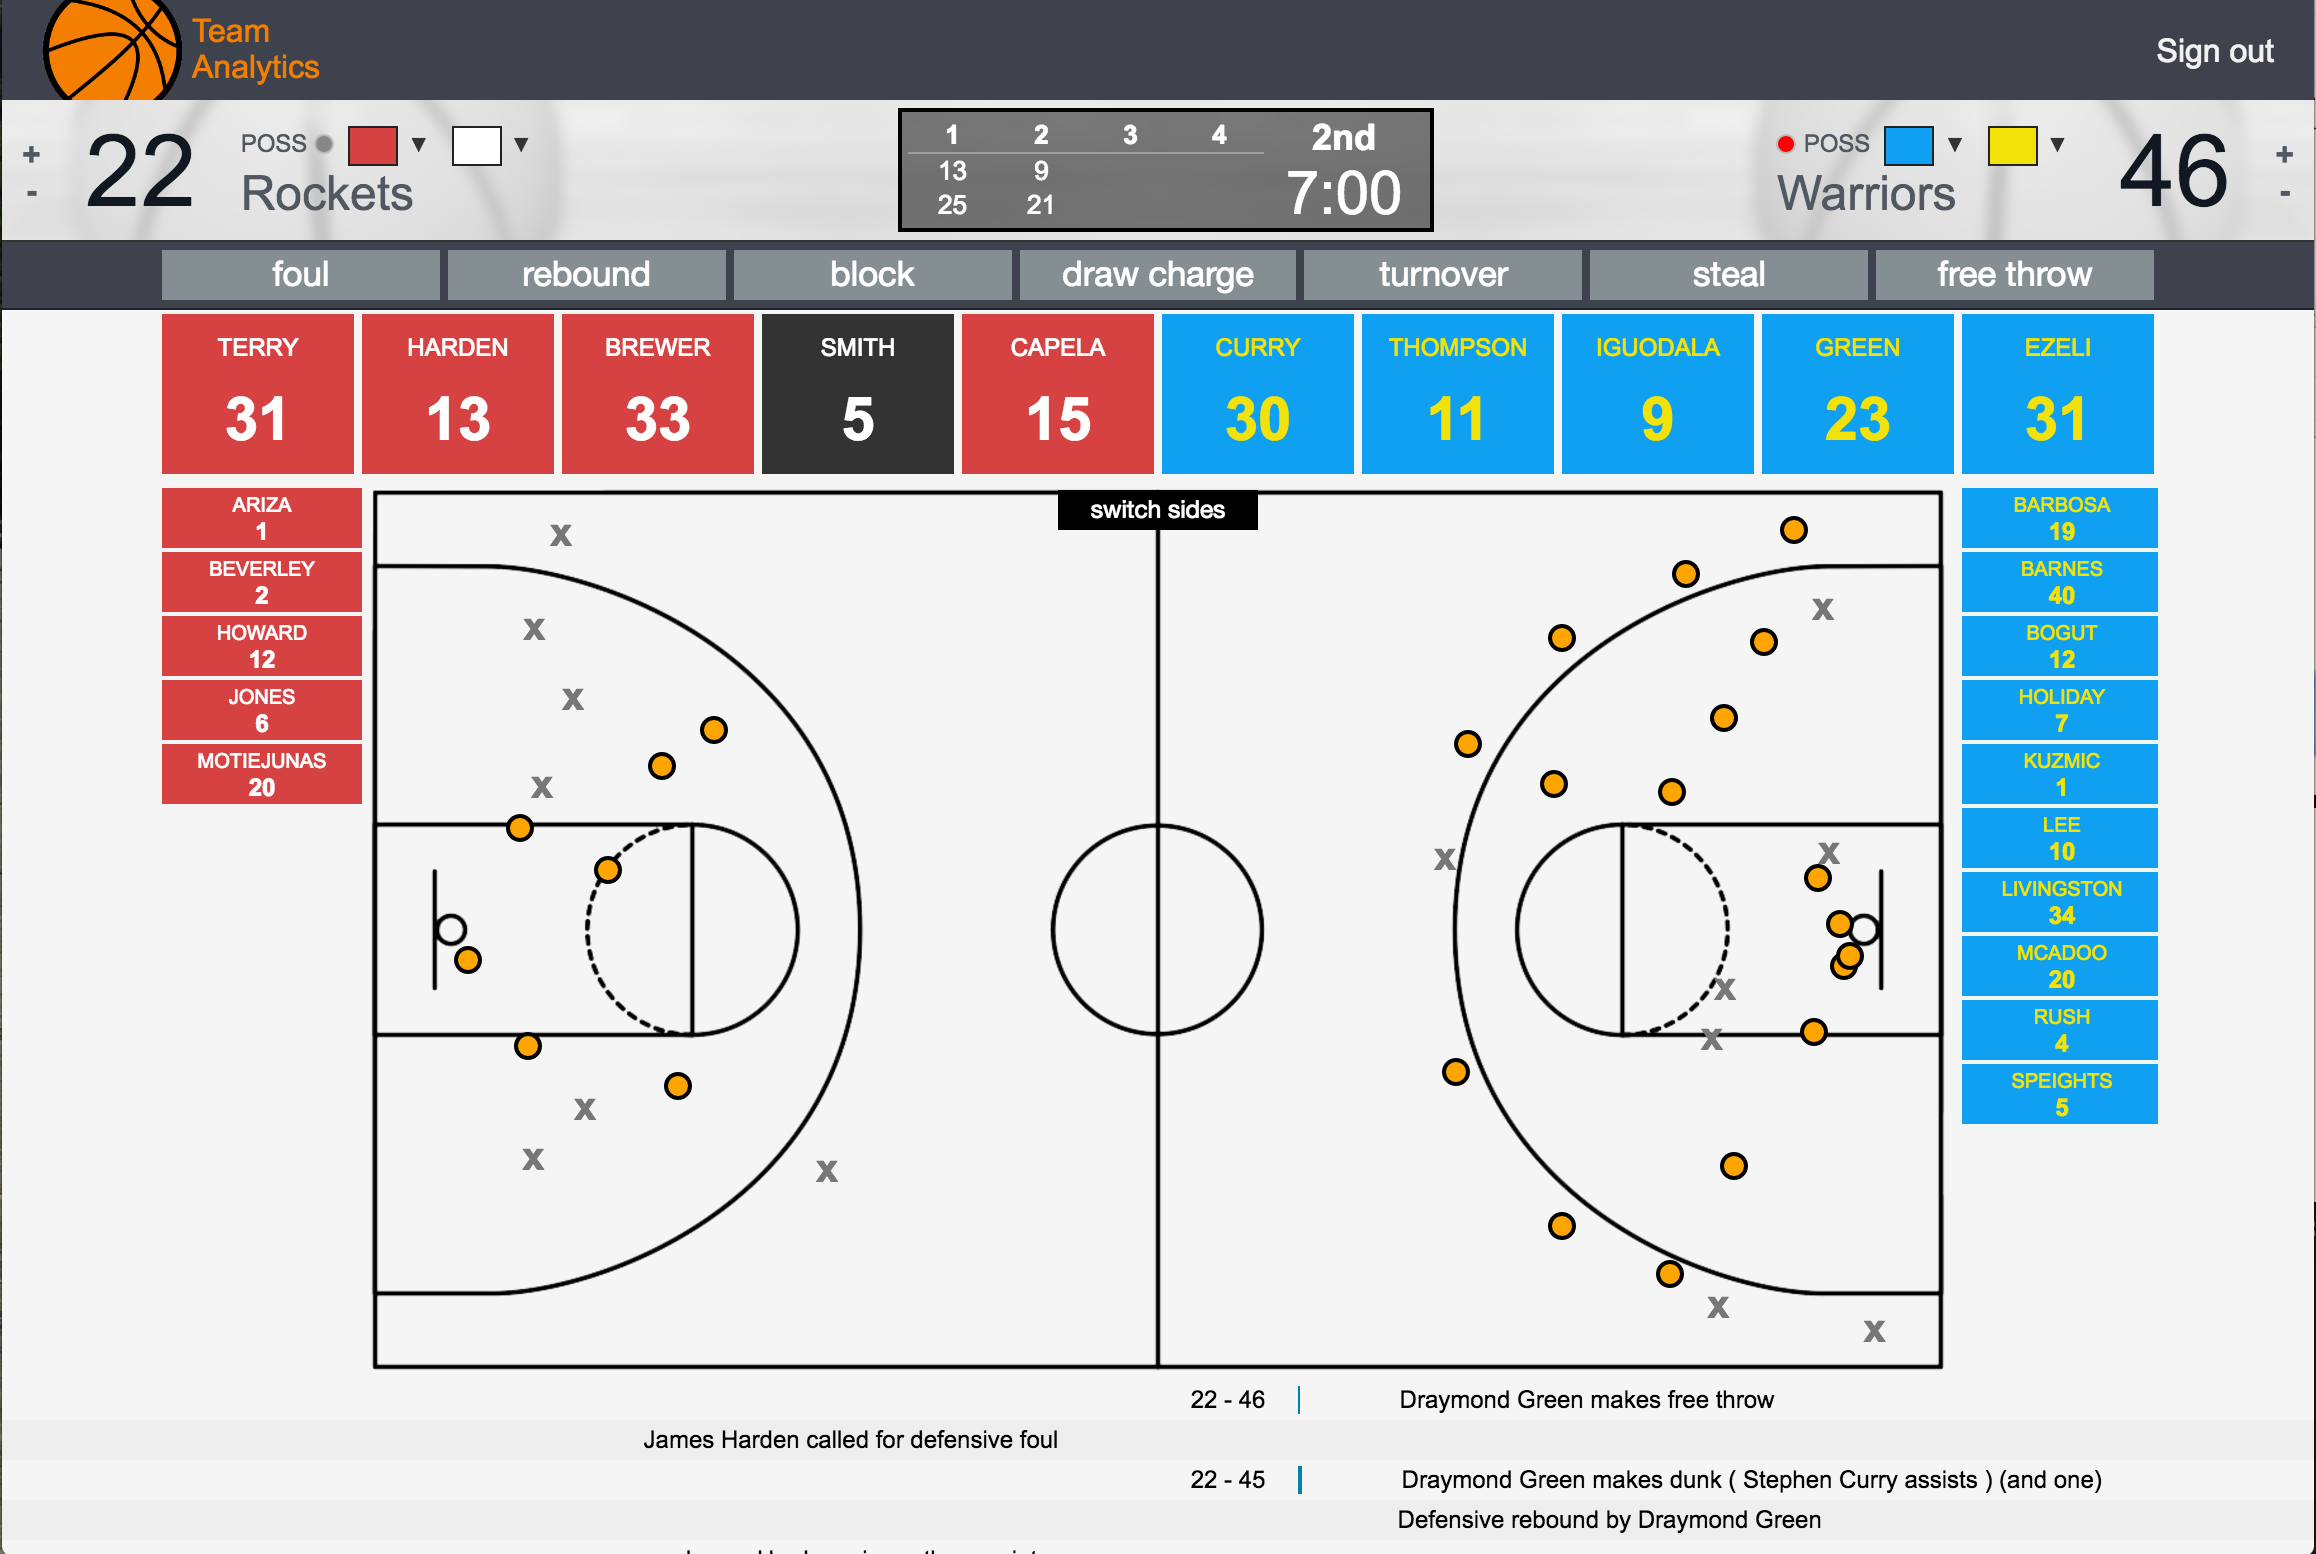 Team
Analytics
Sign out
+
-
22
POSS ▼ ▼
Rockets
1 2 3 4 2nd
13 9 7:00
25 21
POSS ▼ ▼
Warriors
46
+
-
foul rebound block draw charge turnover steal free throw
TERRY HARDEN BREWER SMITH CAPELA CURRY THOMPSON IGUODALA GREEN EZELI
31 13 33 5 15 30 11 9 23 31
ARIZA
1
BEVERLEY
2
HOWARD
12
JONES
6
MOTIEJUNAS
20
switch sides
x
x
x
x
x
x
x
x
x
x
x
x
x
x
BARBOSA
19
BARNES
40
BOGUT
12
HOLIDAY
7
KUZMIC
1
LEE
10
LIVINGSTON
34
MCADOO
20
RUSH
4
SPEIGHTS
5
22 - 46 Draymond Green makes free throw
James Harden called for defensive foul
22 - 45 Draymond Green makes dunk ( Stephen Curry assists ) (and one)
Defensive rebound by Draymond Green